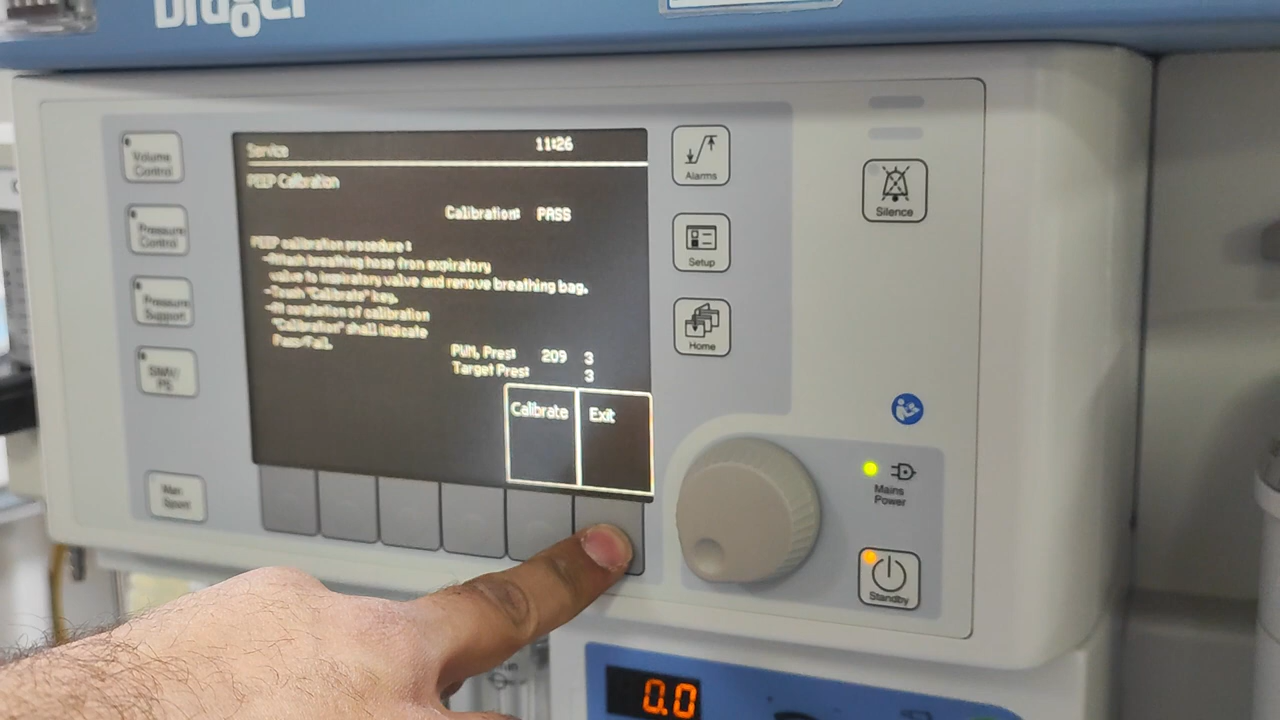 Dräger
Service 11:26
PEEP Calibration
Calibration: PASS
PEEP calibration procedure :
-Attach breathing hose from expiratory
valve to inspiratory valve and remove breathing bag.
-Touch "Calibrate" key.
-At completion of calibration
"Calibration" shall indicate
Pass/Fail.
PWM, Pres: 209 3
Target Pres: 3
Calibrate Exit
Volume
Control
Pressure
Control
Pressure
Support
SIMV/
PS
Man.
Spont
Alarms
Setup
Home
Silence
Mains
Power
Standby
0.0